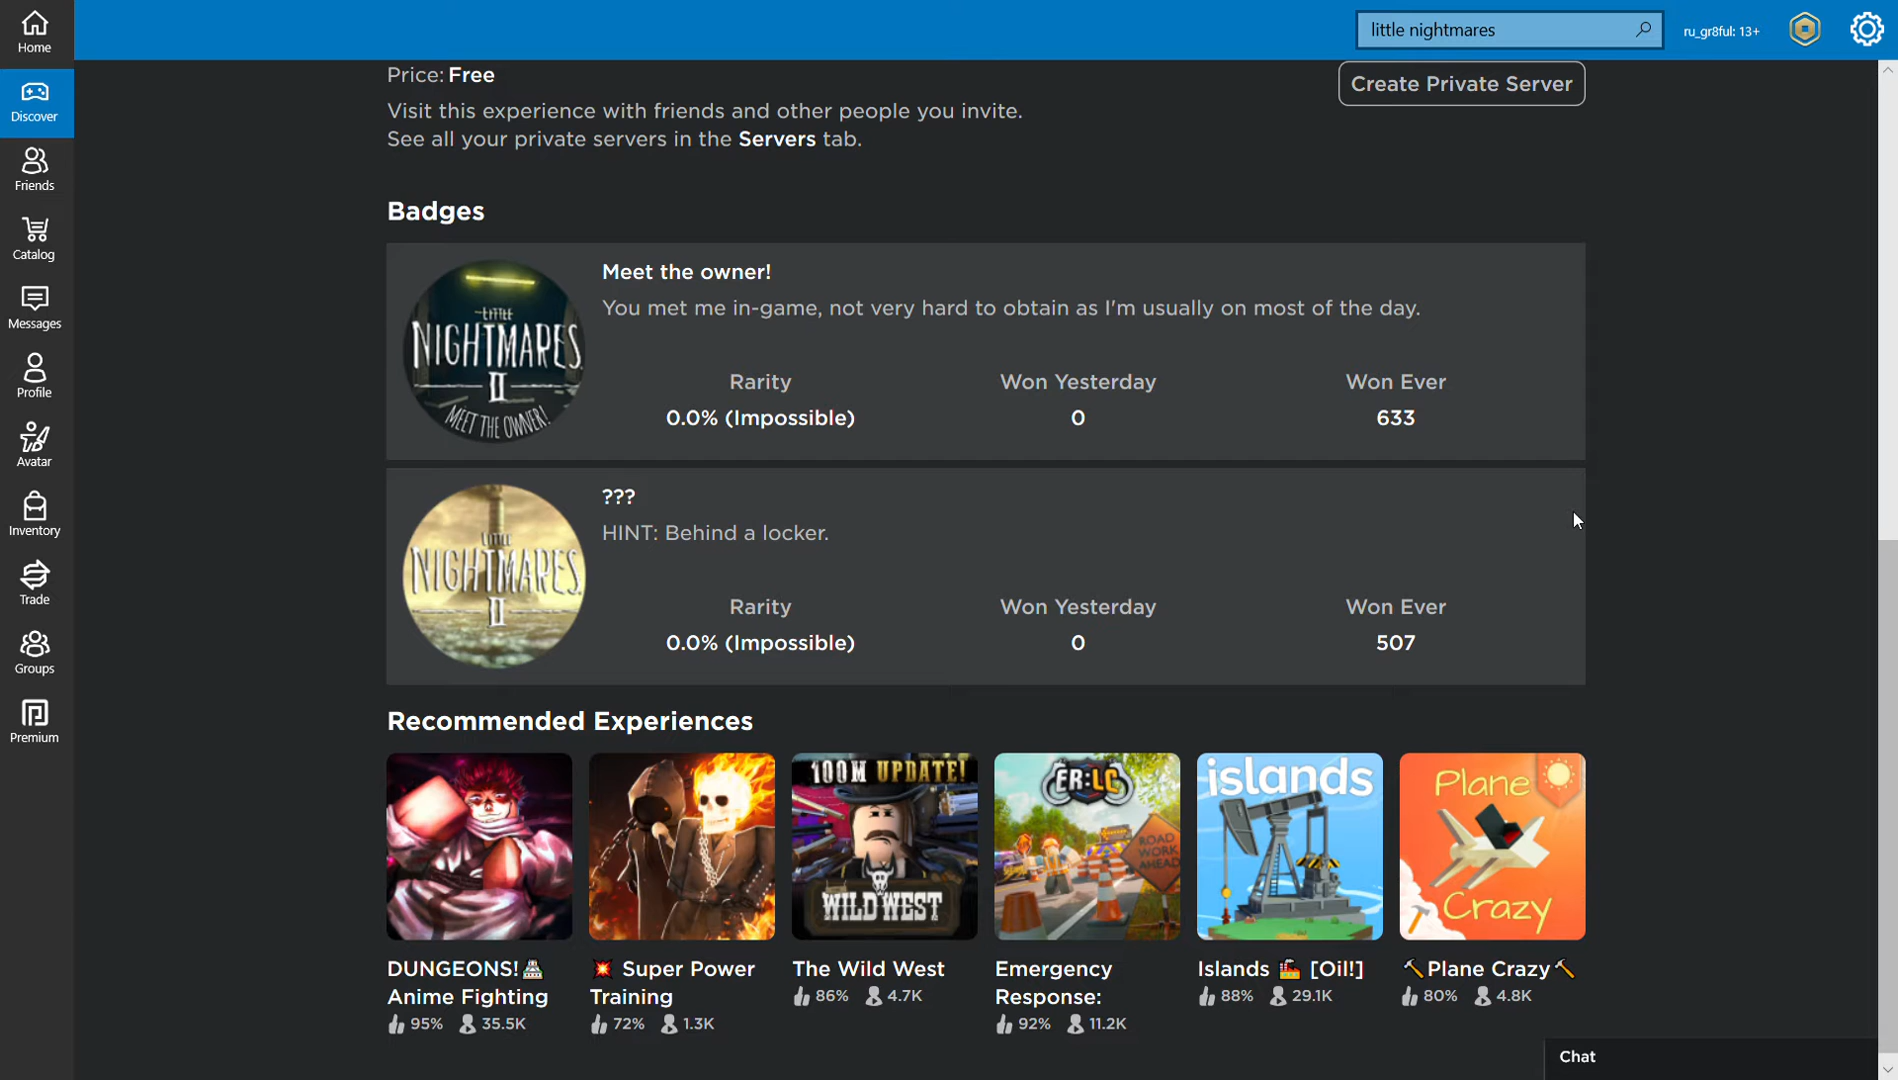 Home
Discover
Friends
Catalog
Messages
Profile
Avatar
Inventory
Trade
Groups
Premium
little nightmares
ru_gr8ful: 13+
Price: Free
Create Private Server
Visit this experience with friends and other people you invite.
See all your private servers in the Servers tab.
Badges
LITTLE
NIGHTMARES
II
MEET THE OWNER!
Meet the owner!
You met me in-game, not very hard to obtain as I'm usually on most of the day.
Rarity Won Yesterday Won Ever
0.0% (Impossible) 0 633
LITTLE
NIGHTMARES
II
???
HINT: Behind a locker.
Rarity Won Yesterday Won Ever
0.0% (Impossible) 0 507
Recommended Experiences
100M UPDATE!
WILD WEST
ER:LC
ROAD
WORK
AHEAD
islands
Plane
Crazy
DUNGEONS!🏯
Anime Fighting
95% 35.5K
💥 Super Power
Training
72% 1.3K
The Wild West
86% 4.7K
Emergency
Response:
92% 11.2K
Islands 🏭 [Oil!]
88% 29.1K
🔨Plane Crazy🔨
80% 4.8K
Chat